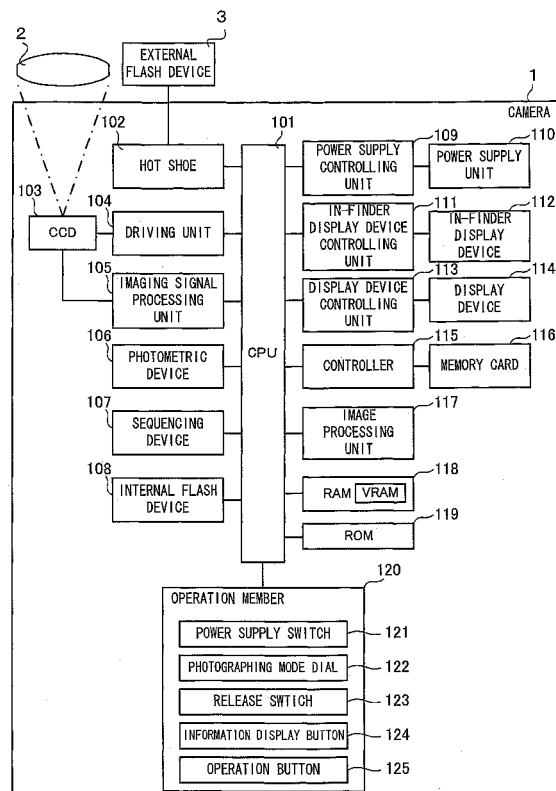 2
3
EXTERNAL
FLASH DEVICE
1
CAMERA
102
HOT SHOE
101
CPU
109
POWER SUPPLY
CONTROLLING
UNIT
110
POWER SUPPLY
UNIT
103
CCD
104
DRIVING UNIT
111
IN-FINDER
DISPLAY DEVICE
CONTROLLING
UNIT
112
IN-FINDER
DISPLAY
DEVICE
105
IMAGING SIGNAL
PROCESSING
UNIT
113
DISPLAY DEVICE
CONTROLLING
UNIT
114
DISPLAY
DEVICE
106
PHOTOMETRIC
DEVICE
115
CONTROLLER
116
MEMORY CARD
107
SEQUENCING
DEVICE
117
IMAGE
PROCESSING
UNIT
108
INTERNAL FLASH
DEVICE
118
RAM VRAM
119
ROM
120
OPERATION MEMBER
POWER SUPPLY SWITCH 121
PHOTOGRAPHING MODE DIAL 122
RELEASE SWTICH 123
INFORMATION DISPLAY BUTTON 124
OPERATION BUTTON 125